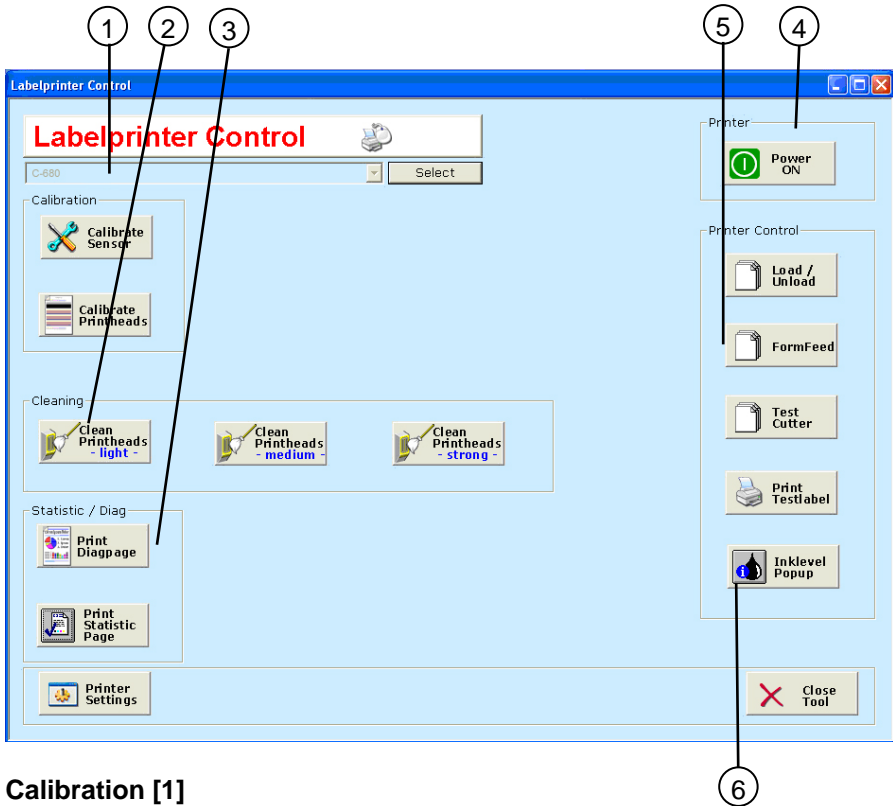 1
2
3
5
4
Labelprinter Control
Labelprinter Control
C-680
Select
Calibration
Calibrate
Sensor
Calibrate
Printheads
Cleaning
Clean
Printheads
- light -
Clean
Printheads
- medium -
Clean
Printheads
- strong -
Statistic / Diag
Print
Diagpage
Print
Statistic
Page
Printer
Settings
Printer
Power
ON
Printer Control
Load /
Unload
FormFeed
Test
Cutter
Print
Testlabel
Inklevel
Popup
Close
Tool
Calibration [1]
6